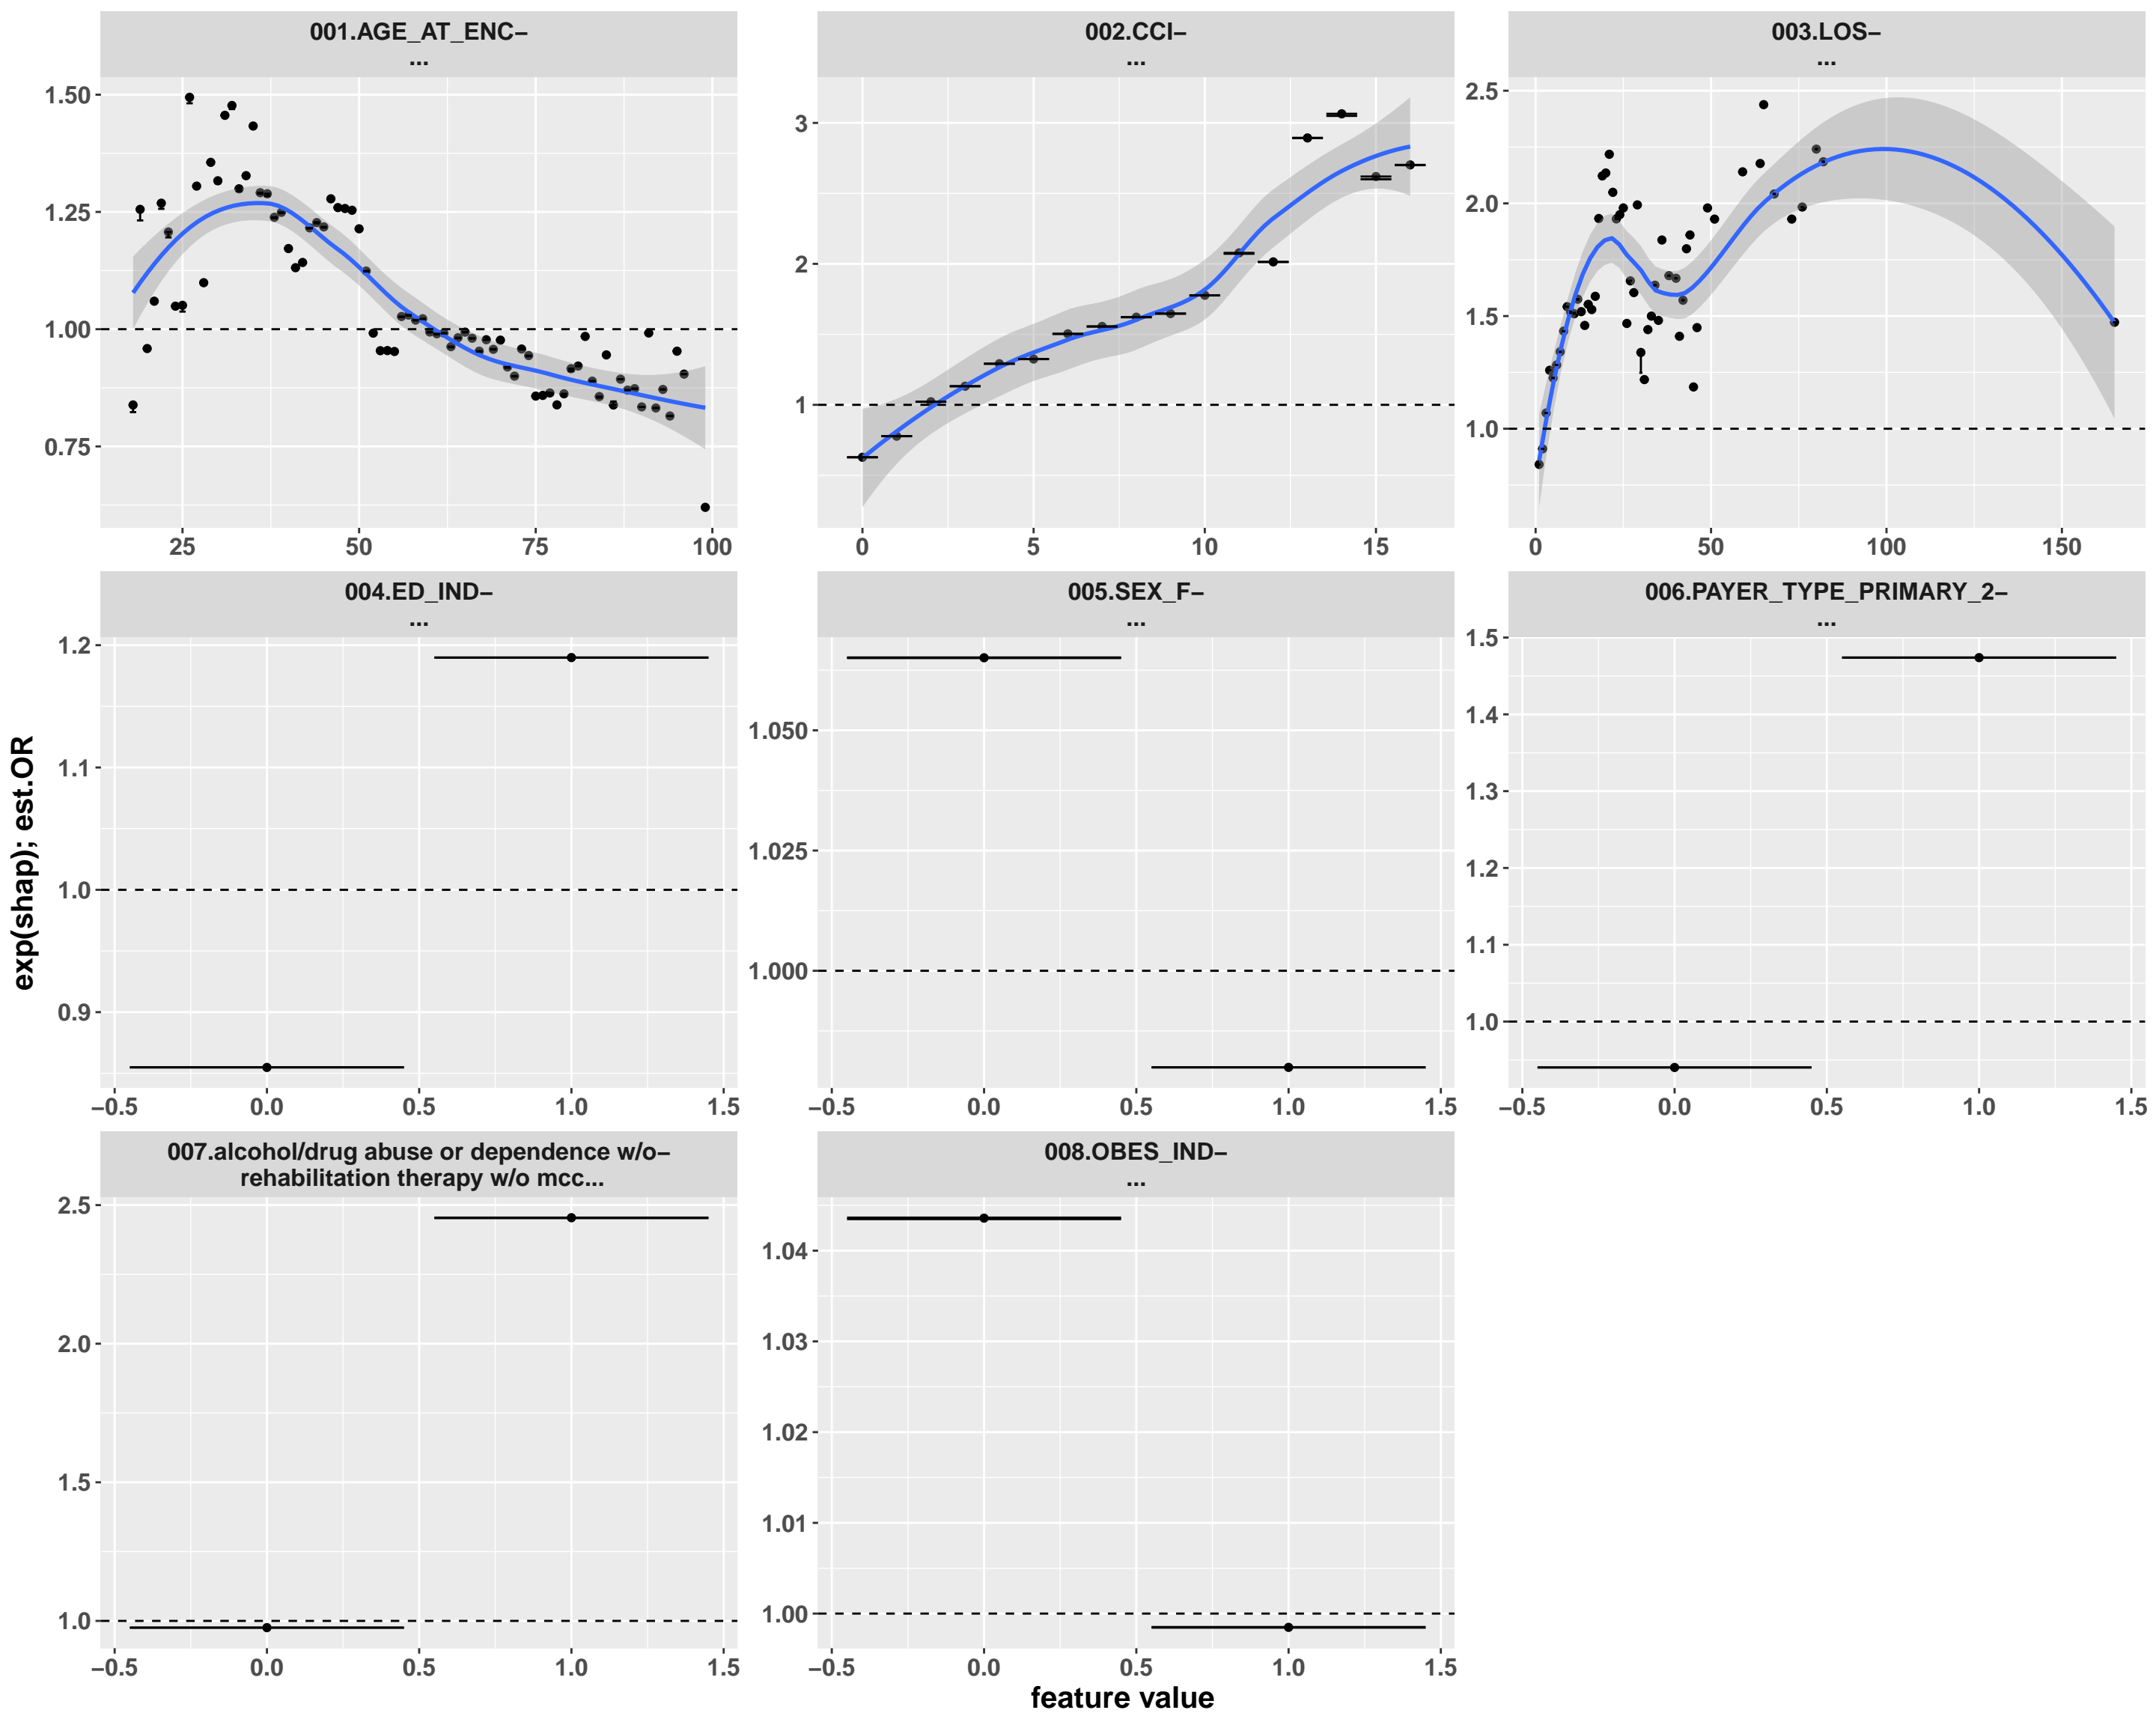 001.AGE_AT_ENC–
...
002.CCI–
...
003.LOS–
...
1.50
1.25
1.00
0.75
25 50 75 100
3
2
1
0 5 10 15
2.5
2.0
1.5
1.0
0 50 100 150
004.ED_IND–
...
005.SEX_F–
...
006.PAYER_TYPE_PRIMARY_2–
...
1.2
1.1
1.0
0.9
−0.5 0.0 0.5 1.0 1.5
1.050
1.025
1.000
−0.5 0.0 0.5 1.0 1.5
1.5
1.4
1.3
1.2
1.1
1.0
−0.5 0.0 0.5 1.0 1.5
exp(shap); est.OR
007.alcohol/drug abuse or dependence w/o–
rehabilitation therapy w/o mcc...
008.OBES_IND–
...
2.5
2.0
1.5
1.0
−0.5 0.0 0.5 1.0 1.5
1.04
1.03
1.02
1.01
1.00
−0.5 0.0 0.5 1.0 1.5
feature value